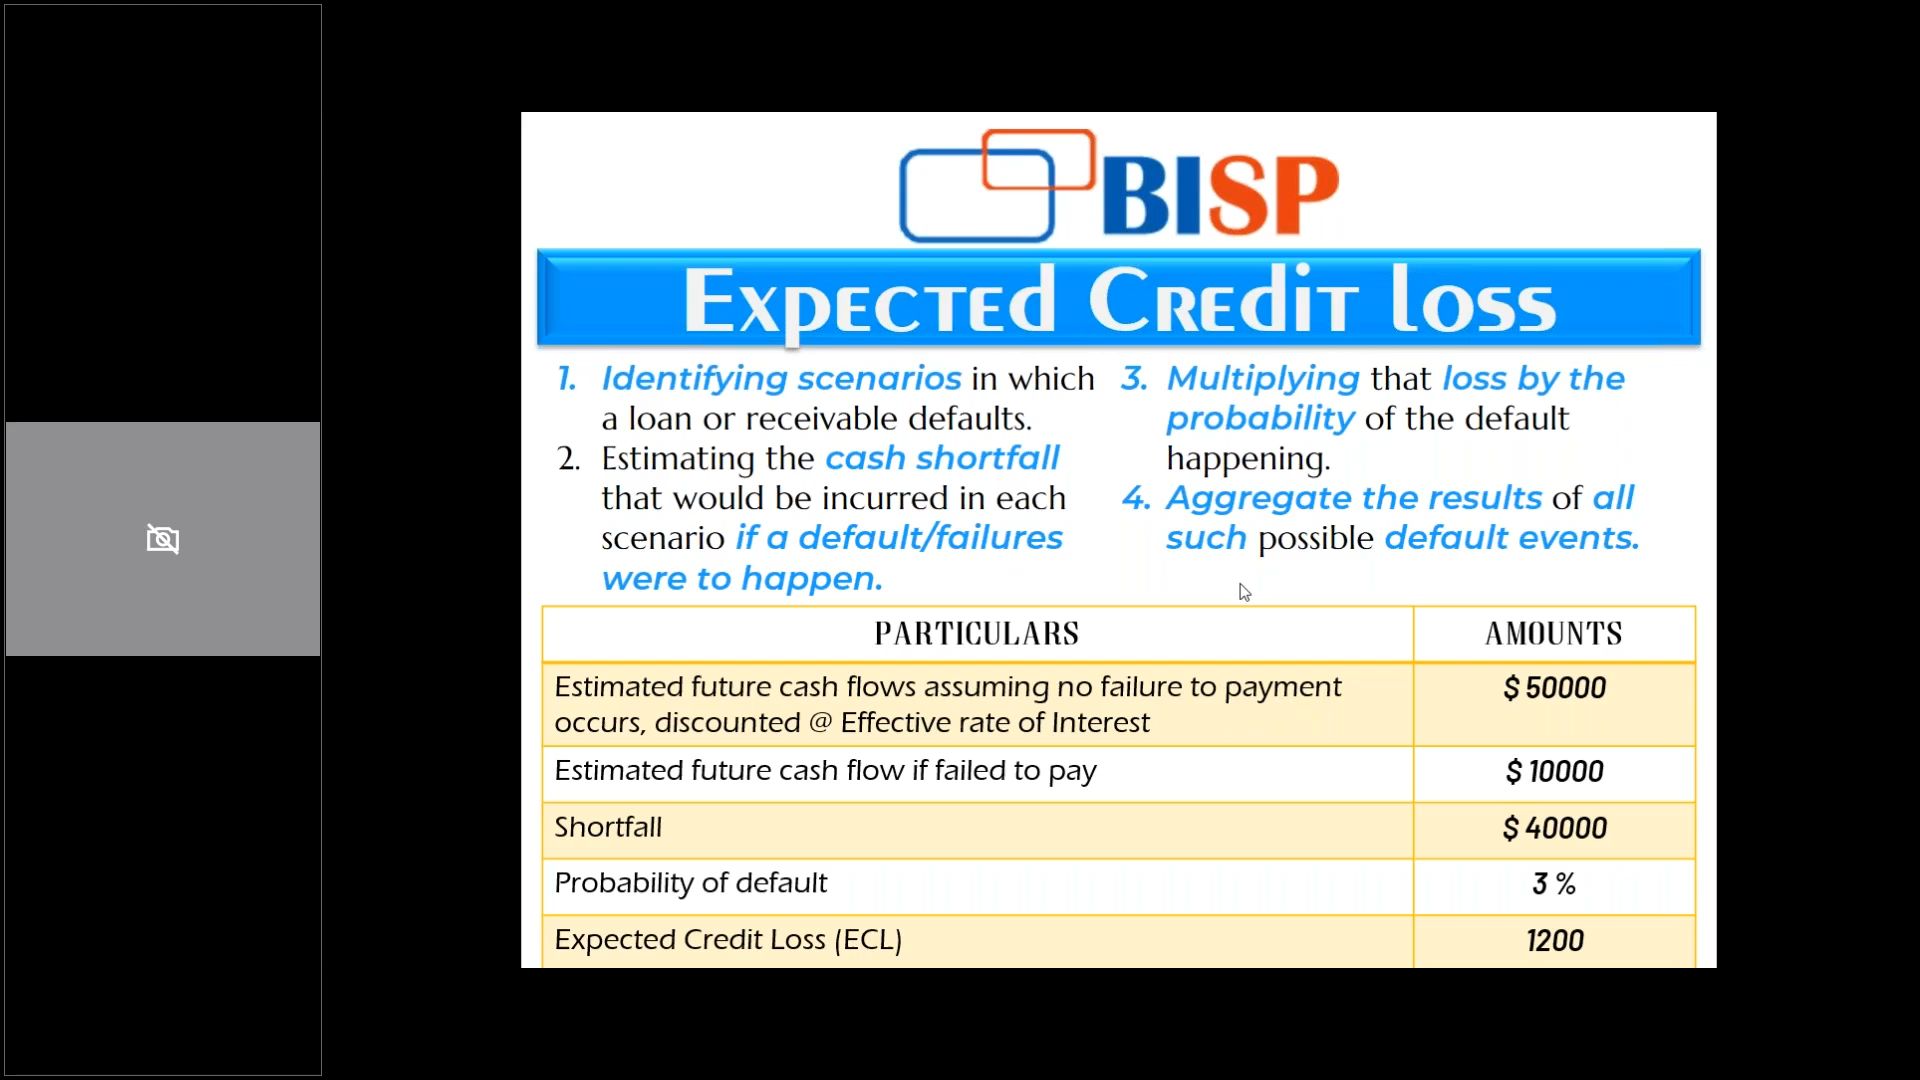 BISP
Expected Credit loss
1. Identifying scenarios in which
a loan or receivable defaults.
2. Estimating the cash shortfall
that would be incurred in each
scenario if a default/failures
were to happen.
3. Multiplying that loss by the
probability of the default
happening.
4. Aggregate the results of all
such possible default events.
PARTICULARS AMOUNTS
Estimated future cash flows assuming no failure to payment
occurs, discounted @ Effective rate of Interest $ 50000
Estimated future cash flow if failed to pay $ 10000
Shortfall $ 40000
Probability of default 3 %
Expected Credit Loss (ECL) 1200